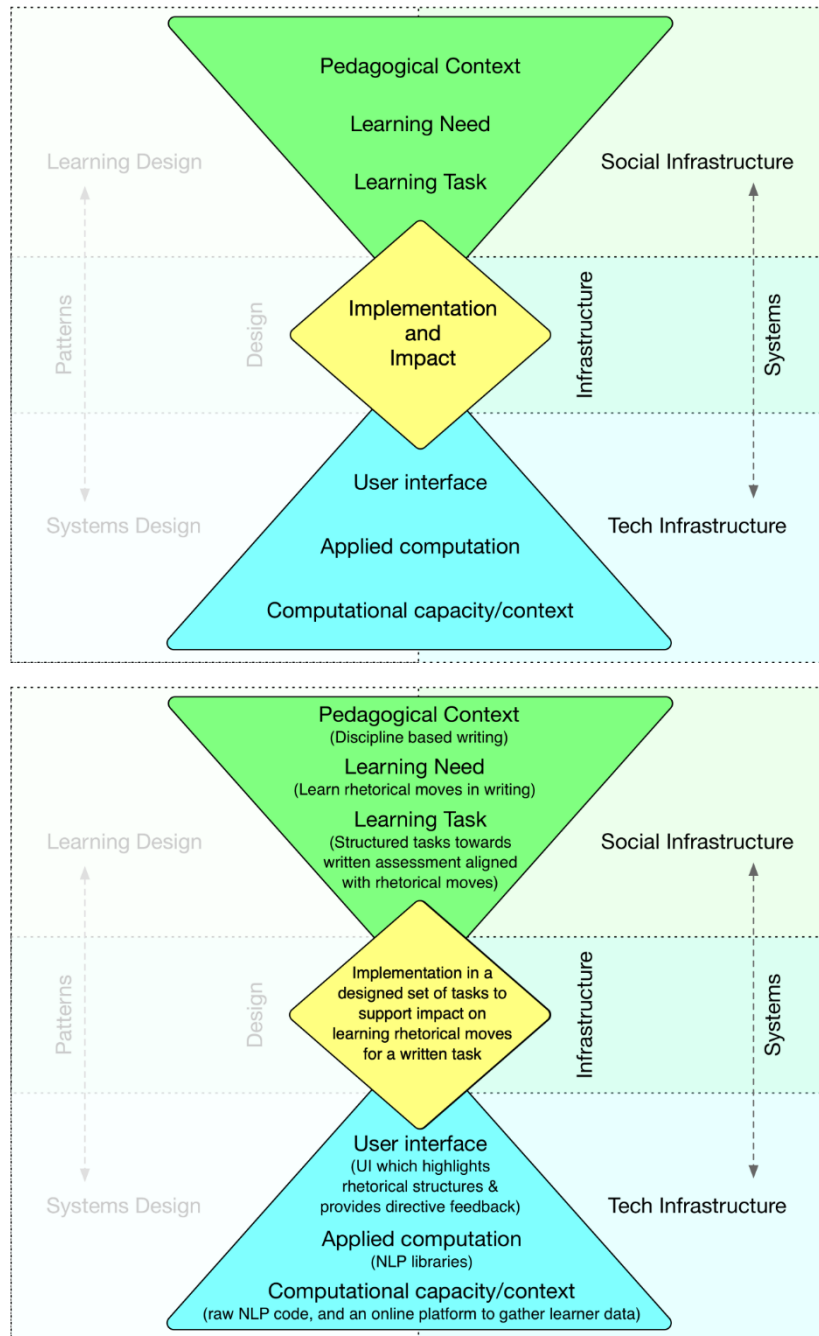 Pedagogical Context
Learning Need
Learning Task
Learning Design
Social Infrastructure
Implementation
and
Impact
Patterns
Design
Infrastructure
Systems
User interface
Systems Design
Tech Infrastructure
Applied computation
Computational capacity/context
Pedagogical Context
(Discipline based writing)
Learning Need
(Learn rhetorical moves in writing)
Learning Task
(Structured tasks towards
written assessment aligned
with rhetorical moves)
Learning Design
Social Infrastructure
Implementation in a
designed set of tasks to
support impact on
learning rhetorical moves
for a written task
Patterns
Design
Infrastructure
Systems
User interface
(UI which highlights
rhetorical structures &
provides directive feedback)
Systems Design
Tech Infrastructure
Applied computation
(NLP libraries)
Computational capacity/context
(raw NLP code, and an online platform to gather learner data)